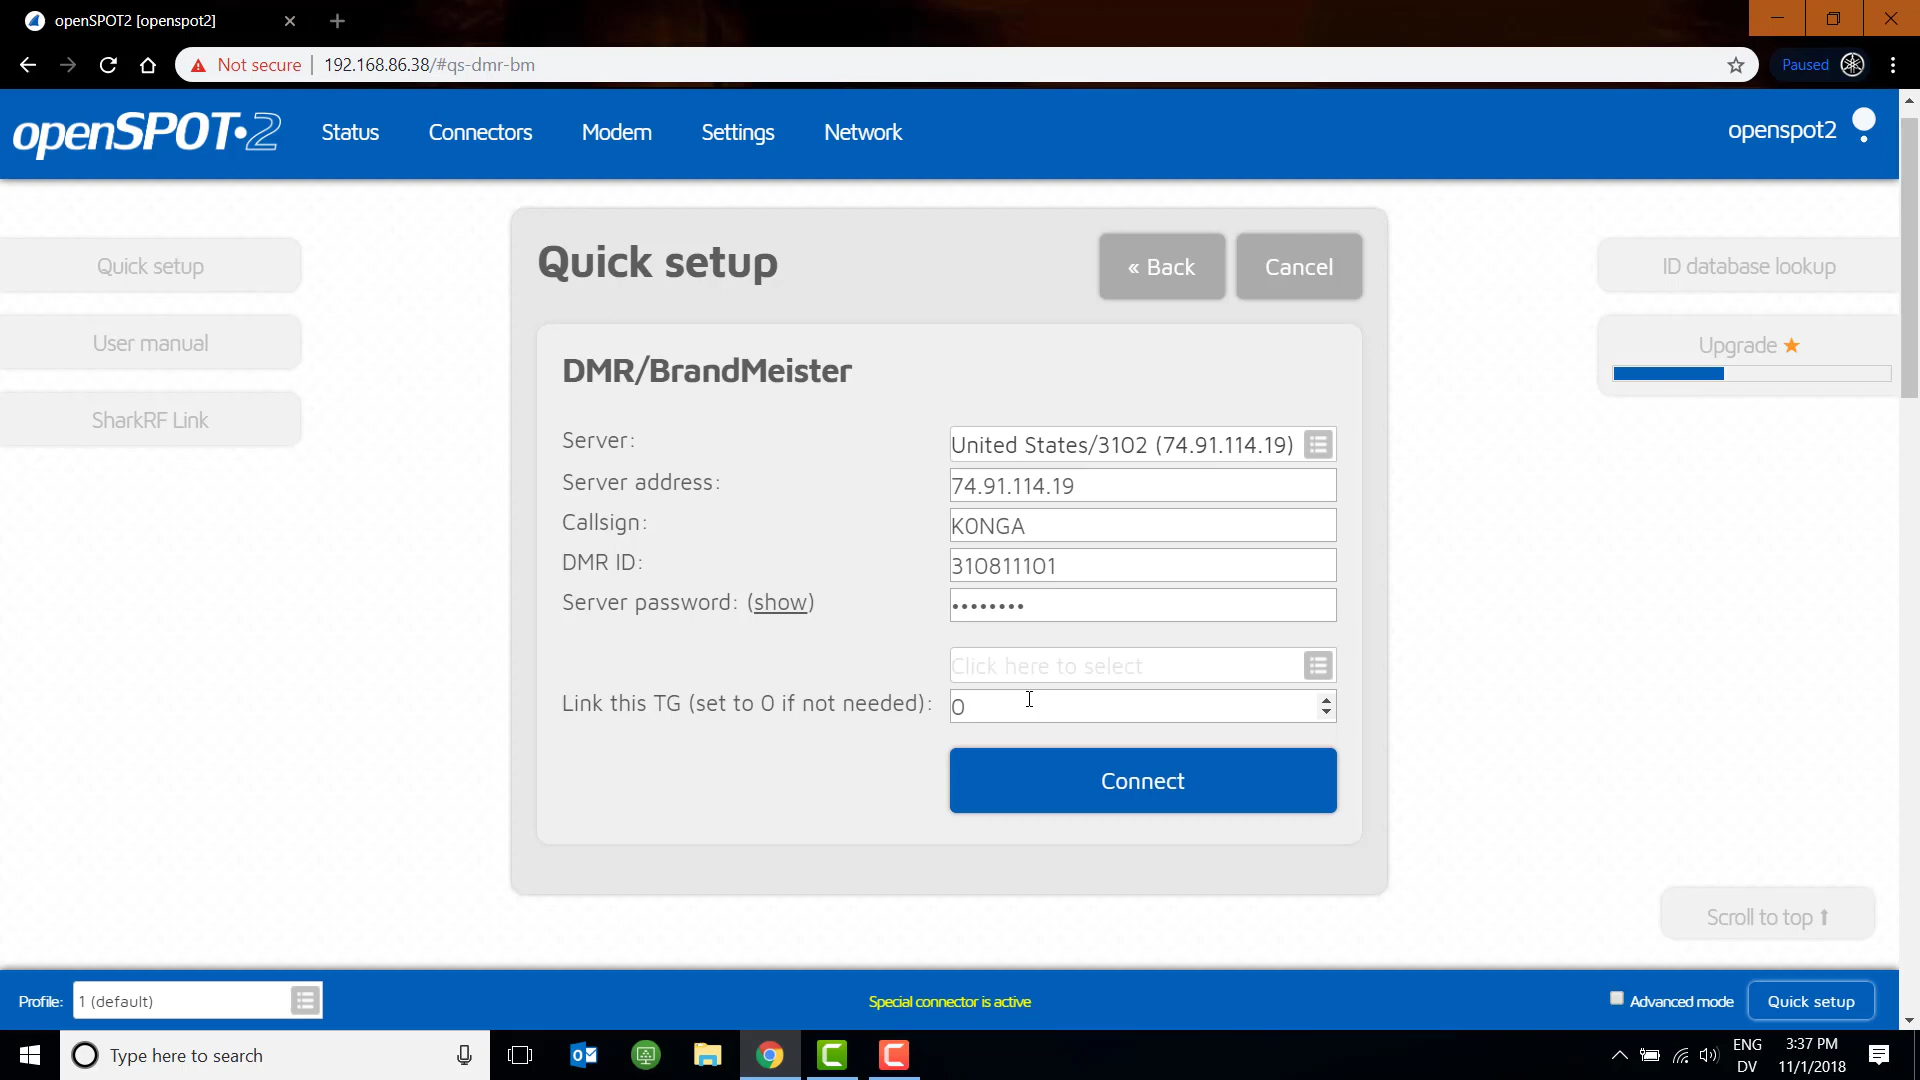 openSPOT2 [openspot2]
Not secure
192.168.86.38/#qs-dmr-bm
Paused
openSPOT•2
Status
Connectors
Modem
Settings
Network
openspot2
Quick setup
User manual
SharkRF Link
Quick setup
« Back
Cancel
DMR/BrandMeister
Server:
United States/3102 (74.91.114.19)
Server address:
74.91.114.19
Callsign:
K0NGA
DMR ID:
310811101
Server password: (show)
••••••••
Click here to select
Link this TG (set to 0 if not needed):
0
Connect
ID database lookup
Upgrade ★
Scroll to top ⬆
Profile:
1 (default)
Special connector is active
Advanced mode
Quick setup
Type here to search
ENG
DV
3:37 PM
11/1/2018